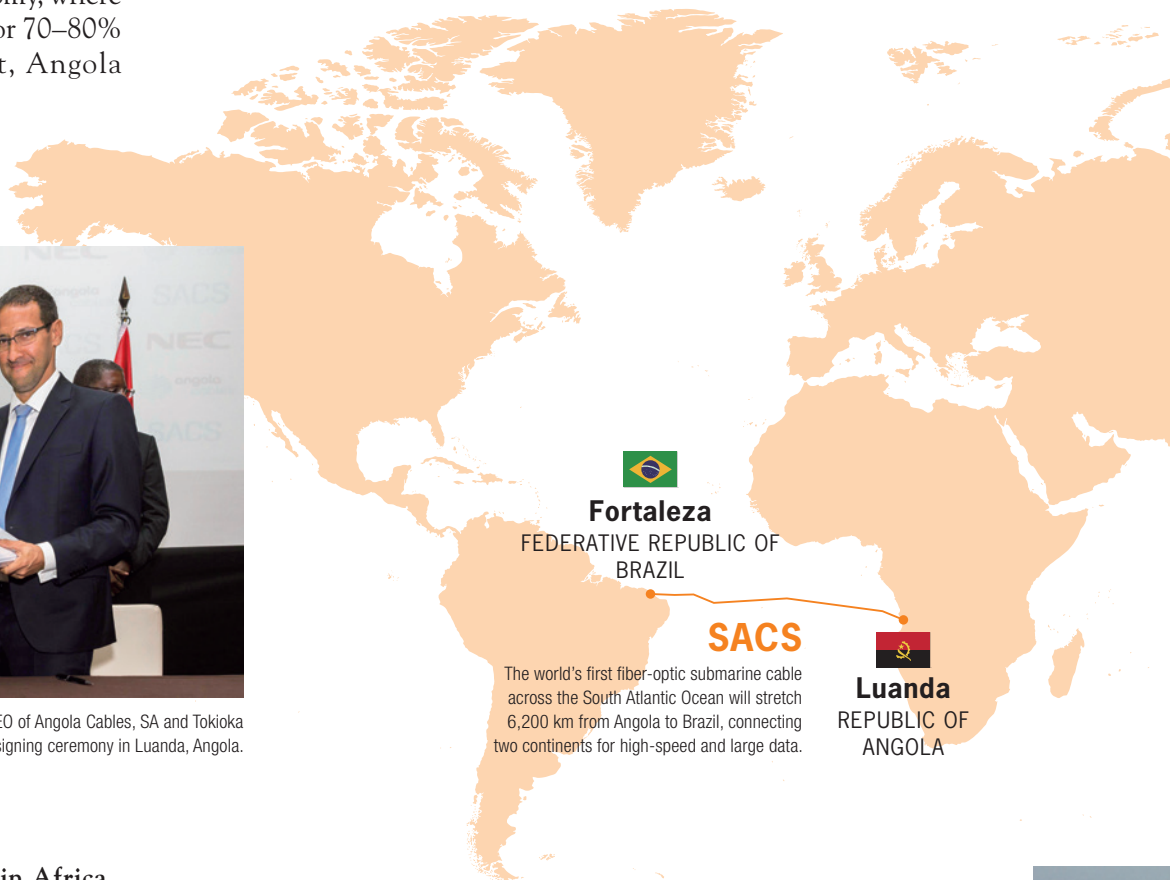 or 70–80%
t, Angola
NEC
angola
SACS
NEC
angola
SACS
EO of Angola Cables, SA and Tokioka
signing ceremony in Luanda, Angola.
Fortaleza
FEDERATIVE REPUBLIC OF
BRAZIL
SACS
The world's first fiber-optic submarine cable
across the South Atlantic Ocean will stretch
6,200 km from Angola to Brazil, connecting
two continents for high-speed and large data.
Luanda
REPUBLIC OF
ANGOLA
in Africa